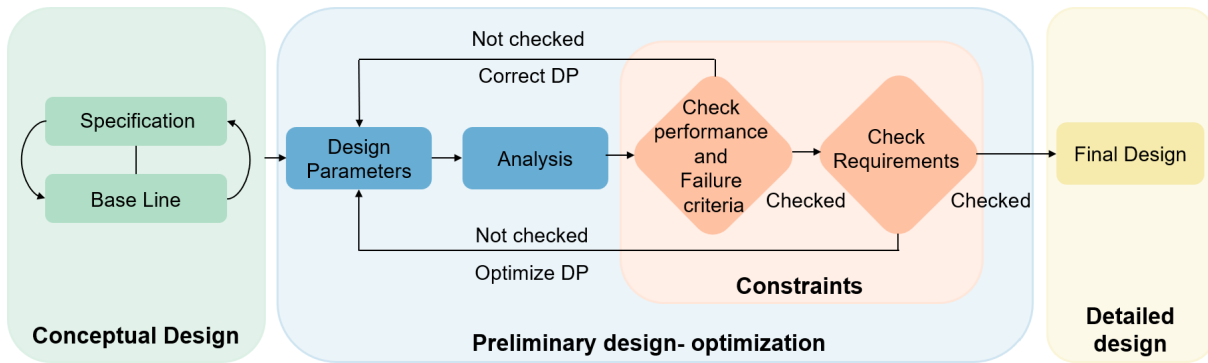 Specification
Base Line
Conceptual Design
Not checked
Correct DP
Design
Parameters
Analysis
Check
performance
and
Failure
criteria
Checked
Check
Requirements
Checked
Not checked
Optimize DP
Constraints
Preliminary design- optimization
Final Design
Detailed
design